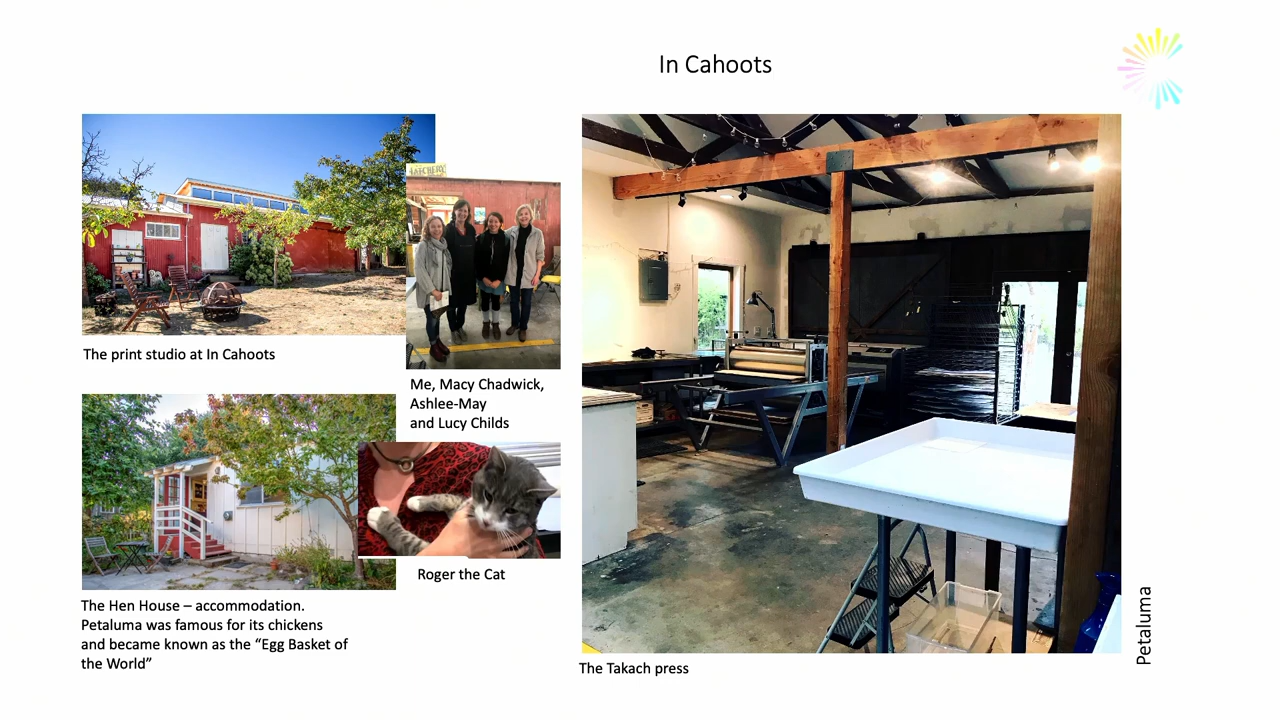 In Cahoots
HATCHERY
The print studio at In Cahoots
Me, Macy Chadwick,
Ashlee-May
and Lucy Childs
Roger the Cat
The Hen House – accommodation.
Petaluma was famous for its chickens
and became known as the “Egg Basket of
the World”
The Takach press
Petaluma